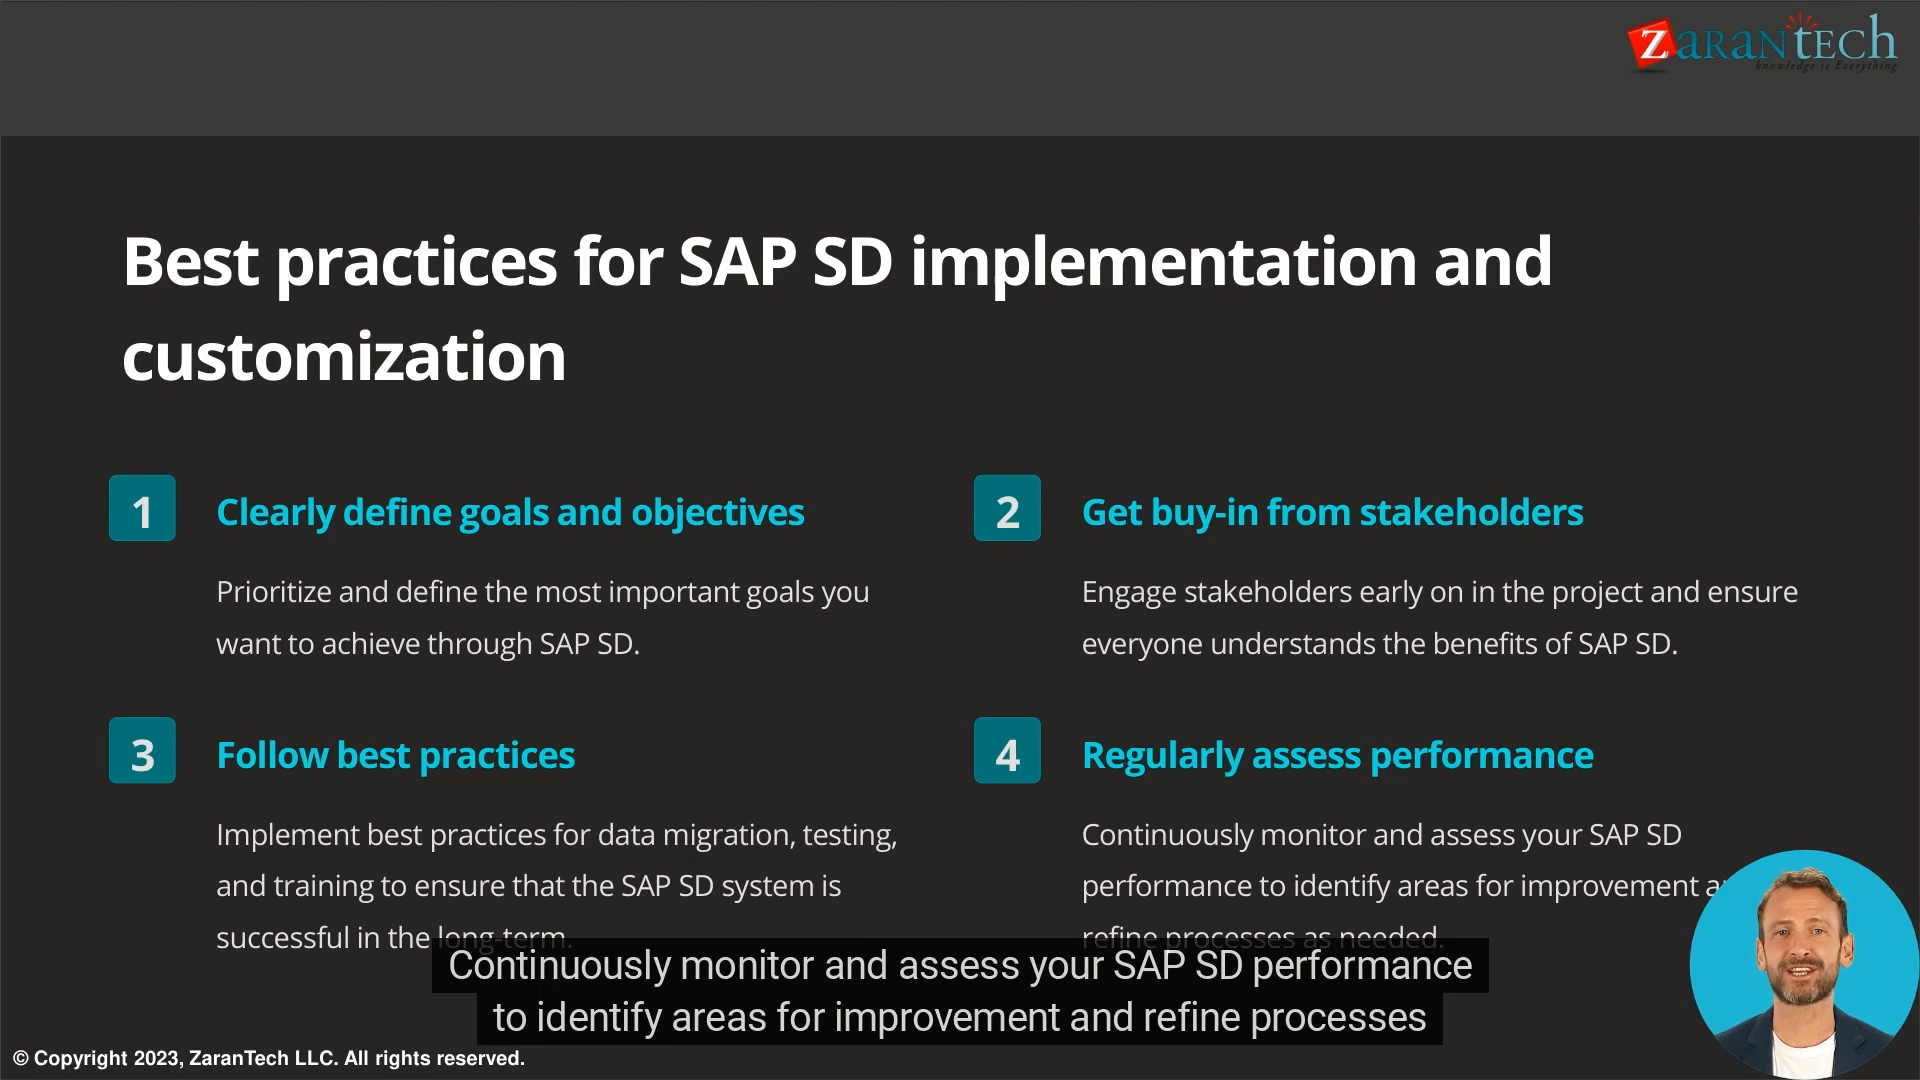 ZaranTech
knowledge is Everything
Best practices for SAP SD implementation and
customization
1
Clearly define goals and objectives
Prioritize and define the most important goals you
want to achieve through SAP SD.
2
Get buy-in from stakeholders
Engage stakeholders early on in the project and ensure
everyone understands the benefits of SAP SD.
3
Follow best practices
Implement best practices for data migration, testing,
and training to ensure that the SAP SD system is
successful in the long-term.
4
Regularly assess performance
Continuously monitor and assess your SAP SD
performance to identify areas for improvement
refine processes as needed.
Continuously monitor and assess your SAP SD performance
to identify areas for improvement and refine processes
© Copyright 2023, ZaranTech LLC. All rights reserved.